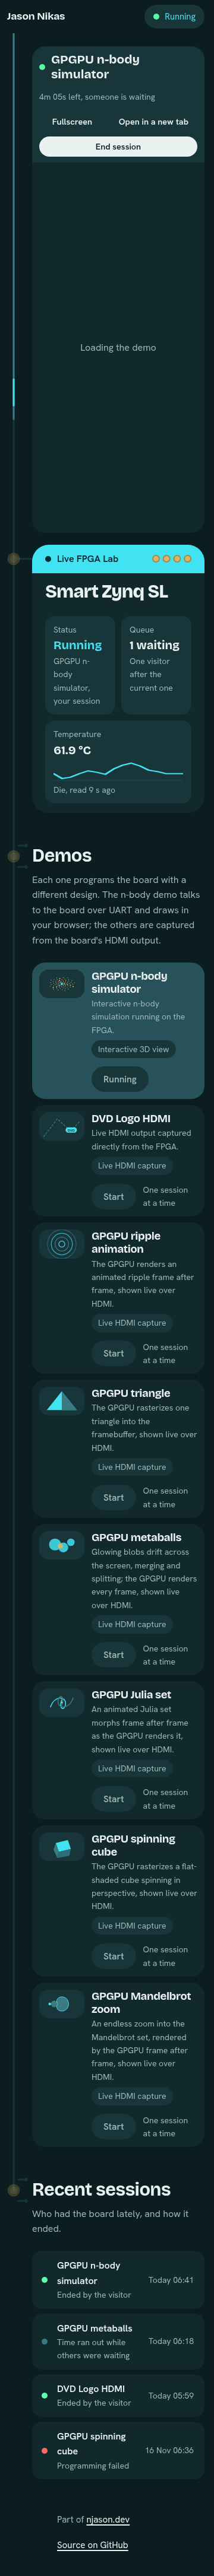 Jason Nikas
Running
GPGPU n-body
simulator
4m 05s left, someone is waiting
Fullscreen
Open in a new tab
End session
Loading the demo
Live FPGA Lab
Smart Zynq SL
Status
Running
GPGPU n-
body
simulator,
your session
Queue
1 waiting
One visitor
after the
current one
Temperature
61.9 °C
Die, read 9 s ago
Demos
Each one programs the board with a
different design. The n-body demo talks
to the board over UART and draws in
your browser; the others are captured
from the board's HDMI output.
GPGPU n-body
simulator
Interactive n-body
simulation running on the
FPGA.
Interactive 3D view
Running
DVD Logo HDMI
Live HDMI output captured
directly from the FPGA.
Live HDMI capture
Start
One session
at a time
GPGPU ripple
animation
The GPGPU renders an
animated ripple frame after
frame, shown live over
HDMI.
Live HDMI capture
Start
One session
at a time
GPGPU triangle
The GPGPU rasterizes one
triangle into the
framebuffer, shown live over
HDMI.
Live HDMI capture
Start
One session
at a time
GPGPU metaballs
Glowing blobs drift across
the screen, merging and
splitting; the GPGPU renders
every frame, shown live
over HDMI.
Live HDMI capture
Start
One session
at a time
GPGPU Julia set
An animated Julia set
morphs frame after frame
as the GPGPU renders it,
shown live over HDMI.
Live HDMI capture
Start
One session
at a time
GPGPU spinning
cube
The GPGPU rasterizes a flat-
shaded cube spinning in
perspective, shown live over
HDMI.
Live HDMI capture
Start
One session
at a time
GPGPU Mandelbrot
zoom
An endless zoom into the
Mandelbrot set, rendered
by the GPGPU frame after
frame, shown live over
HDMI.
Live HDMI capture
Start
One session
at a time
Recent sessions
Who had the board lately, and how it
ended.
GPGPU n-body
simulator
Ended by the visitor
Today 06:41
GPGPU metaballs
Time ran out while
others were waiting
Today 06:18
DVD Logo HDMI
Ended by the visitor
Today 05:59
GPGPU spinning
cube
Programming failed
16 Nov 06:36
Part of njason.dev
Source on GitHub